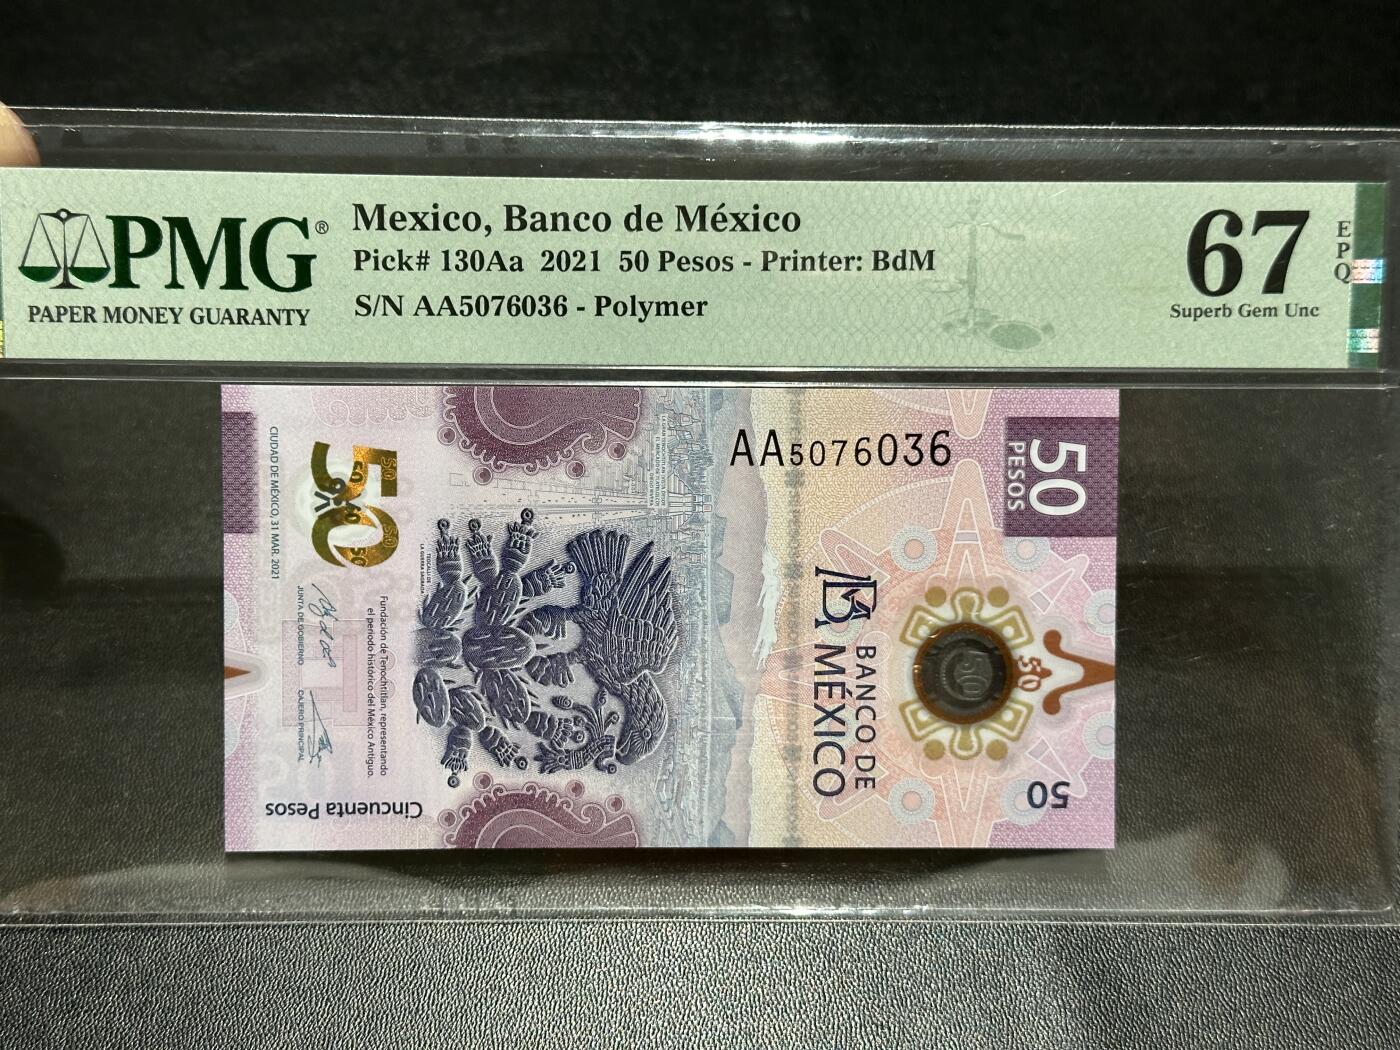 PMG®
PAPER MONEY GUARANTY
Mexico, Banco de México
Pick# 130Aa 2021 50 Pesos - Printer: BdM
S/N AA5076036 - Polymer
67
Superb Gem Unc
EPQ
AA5076036
50
PESOS
BANCO DE
MÉXICO
50
50
50
CIUDAD DE MÉXICO, 31 MAR. 2021
JUNTA DE GOBIERNO
CAJERO PRINCIPAL
Fundación de Tenochtitlan, representando
el periodo histórico del México Antiguo.
Cincuenta Pesos